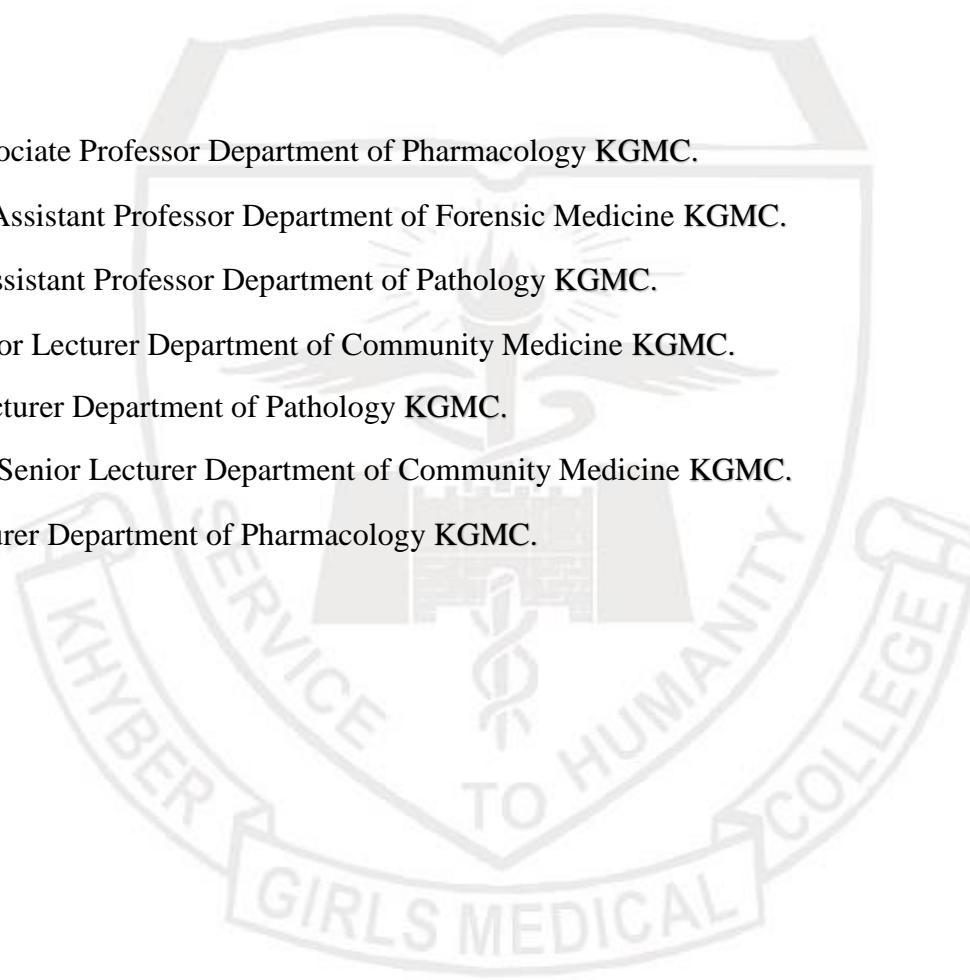 ociate Professor Department of Pharmacology KGMC.
Assistant Professor Department of Forensic Medicine KGMC.
ssistant Professor Department of Pathology KGMC.
or Lecturer Department of Community Medicine KGMC.
cturer Department of Pathology KGMC.
Senior Lecturer Department of Community Medicine KGMC.
urer Department of Pharmacology KGMC.
SERVICE TO HUMANITY
KHYBER GIRLS MEDICAL COLLEGE